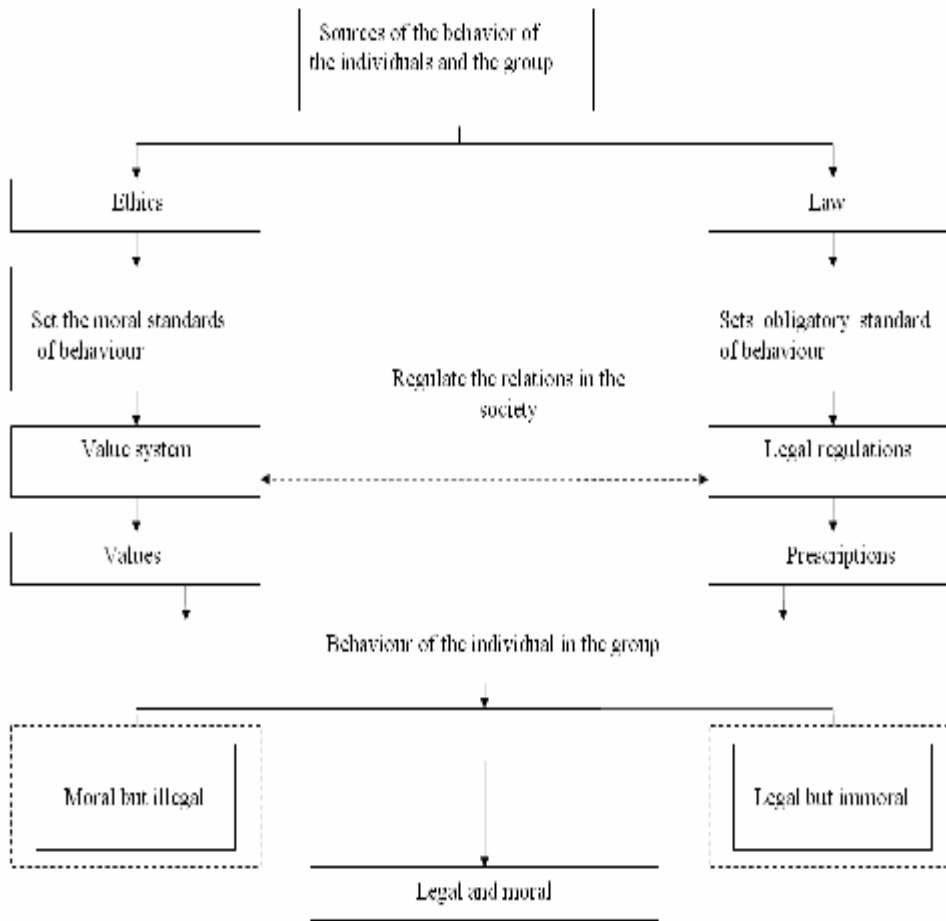 Sources of the behavior of
the individuals and the group
Ethics
Law
Set the moral standards
of behaviour
Sets obligatory standard
of behaviour
Regulate the relations in the
society
Value system
Legal regulations
Values
Prescriptions
Behaviour of the individual in the group
Moral but illegal
Legal but immoral
Legal and moral